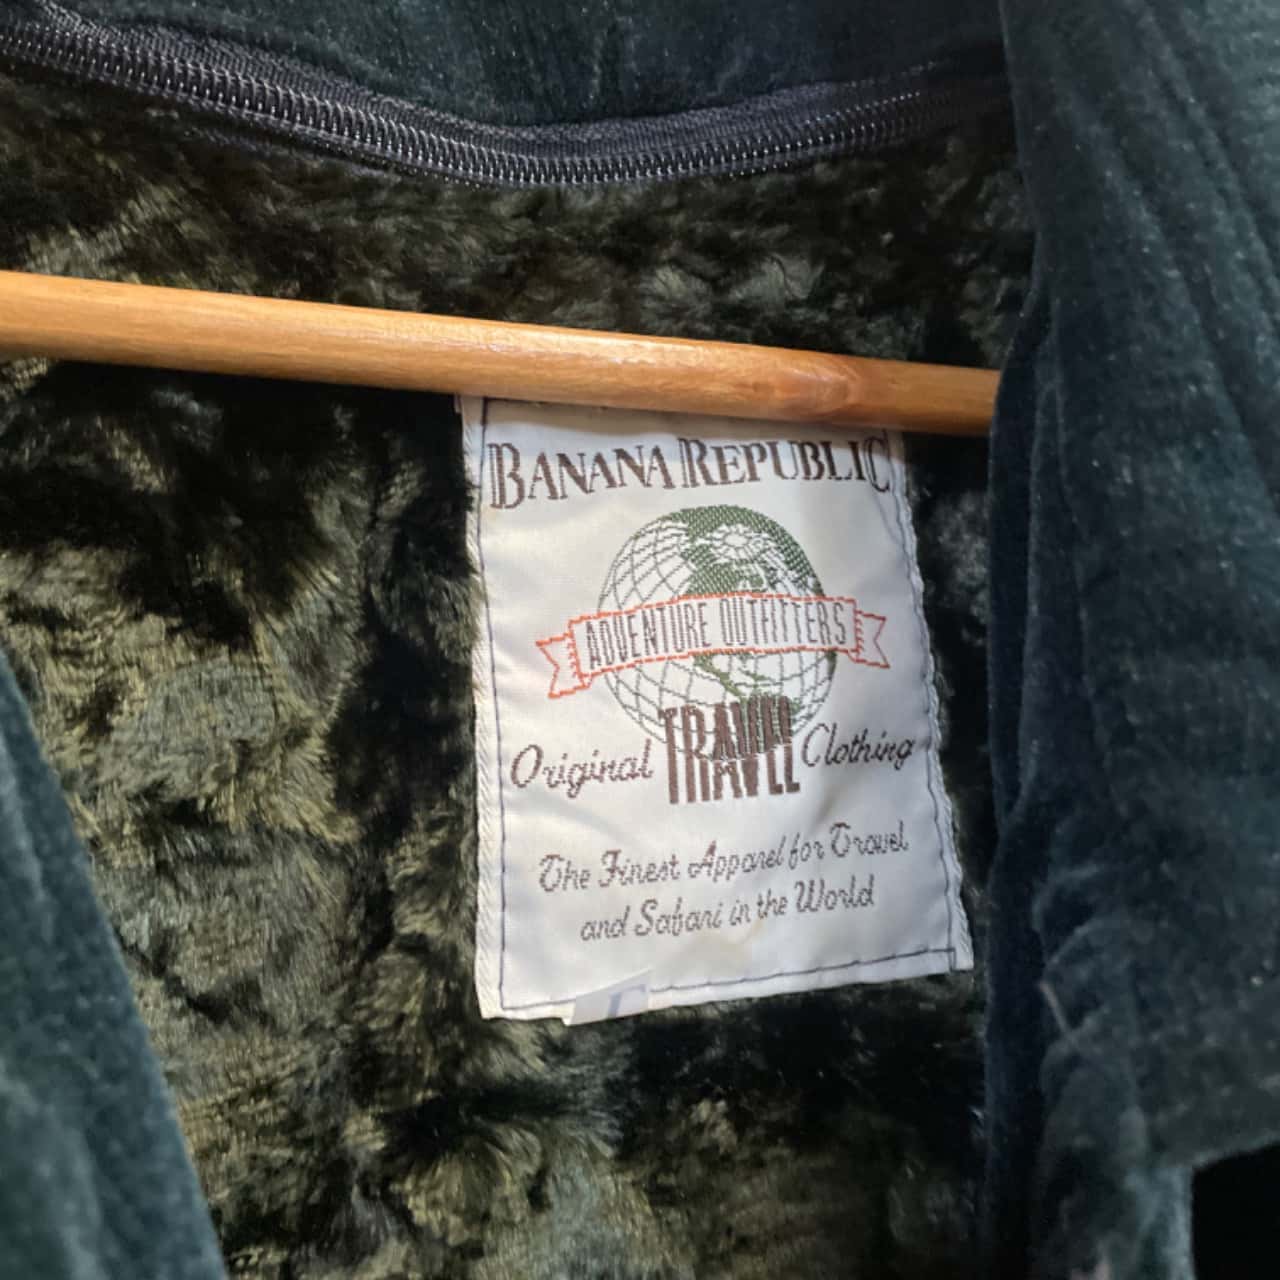 BANANA REPUBLIC
ADVENTURE OUTFITTERS
Original TRAVEL Clothing
The Finest Apparel for Travel
and Safari in the World